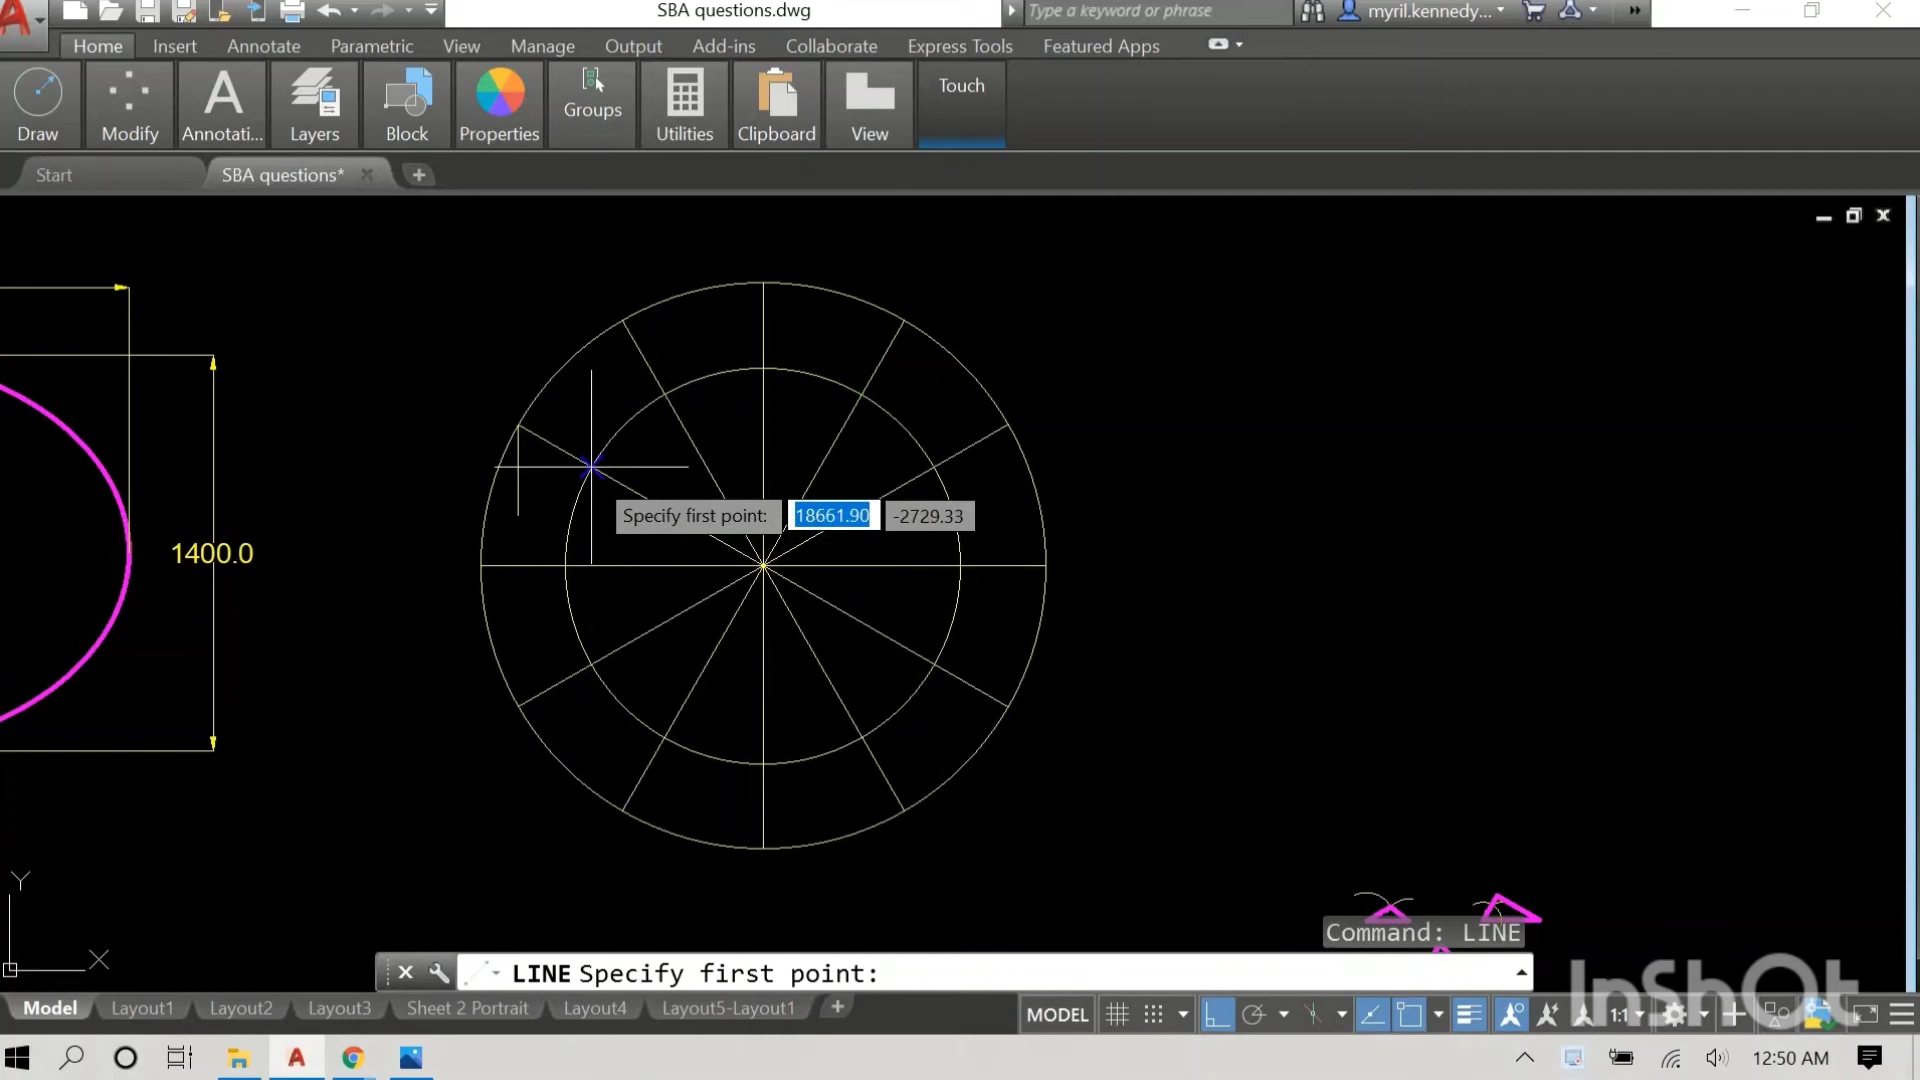 SBA questions.dwg
Type a keyword or phrase
myril.kennedy...
Home Insert Annotate Parametric View Manage Output Add-ins Collaborate Express Tools Featured Apps
Draw Modify Annotati... Layers Block Properties Groups Utilities Clipboard View Touch
Start SBA questions*
Specify first point: 18661.90 -2729.33
1400.0
Y
X
Command: LINE
LINE Specify first point:
Model Layout1 Layout2 Layout3 Sheet 2 Portrait Layout4 Layout5-Layout1
MODEL 1:1
InShOt
12:50 AM